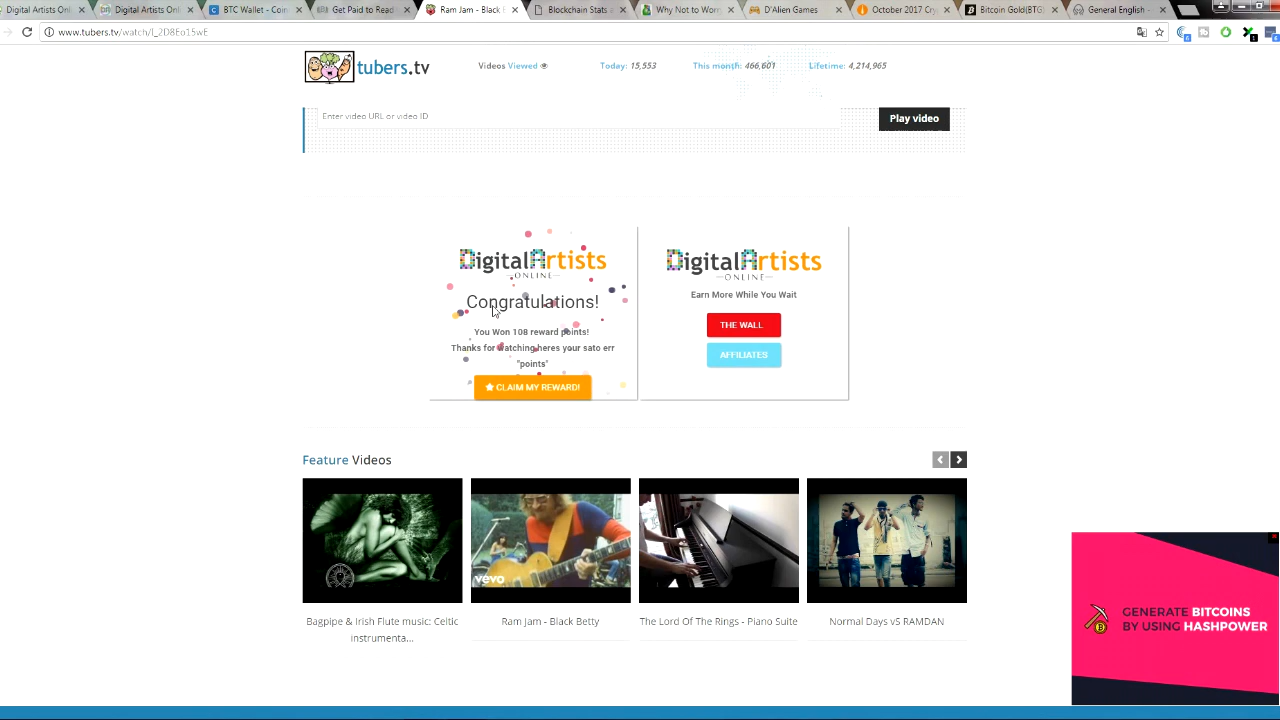 Digital Artists Onl
Digital Artists Onl
BTC Wallet - Coin
Get Paid to Read
Ram Jam - Black
Blockchain Stats
Why Not to Worry
D'Alien Games
October 2017 Cry
Bitcoin Gold(BTG)
General English
www.tubers.tv/watch/I_2D8Eo15wE
tubers.tv
Videos Viewed
Today: 15,553
This month: 466,601
Lifetime: 4,214,965
Enter video URL or video ID
Play video
DigitalArtists
ONLINE
Congratulations!
You Won 108 reward points!
Thanks for watching heres your sato err
"points"
CLAIM MY REWARD!
DigitalArtists
ONLINE
Earn More While You Wait
THE WALL
AFFILIATES
Feature Videos
vevo
Bagpipe & Irish Flute music: Celtic
instrumenta...
Ram Jam - Black Betty
The Lord Of The Rings - Piano Suite
Normal Days vS RAMDAN
GENERATE BITCOINS
BY USING HASHPOWER